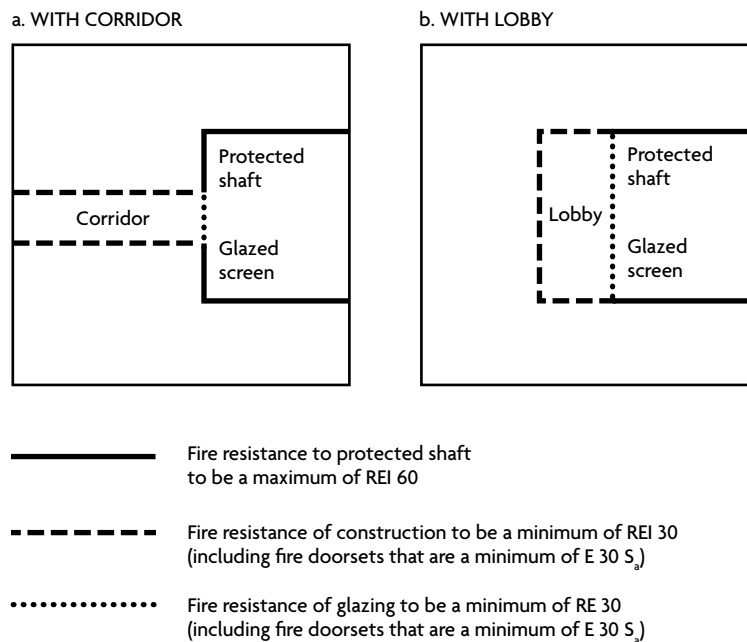 a. WITH CORRIDOR
Protected
shaft
Corridor
Glazed
screen
b. WITH LOBBY
Protected
shaft
Lobby
Glazed
screen
Fire resistance to protected shaft
to be a maximum of REI 60
Fire resistance of construction to be a minimum of REI 30
(including fire doorsets that are a minimum of E 30 Sa)
Fire resistance of glazing to be a minimum of RE 30
(including fire doorsets that are a minimum of E 30 Sa)